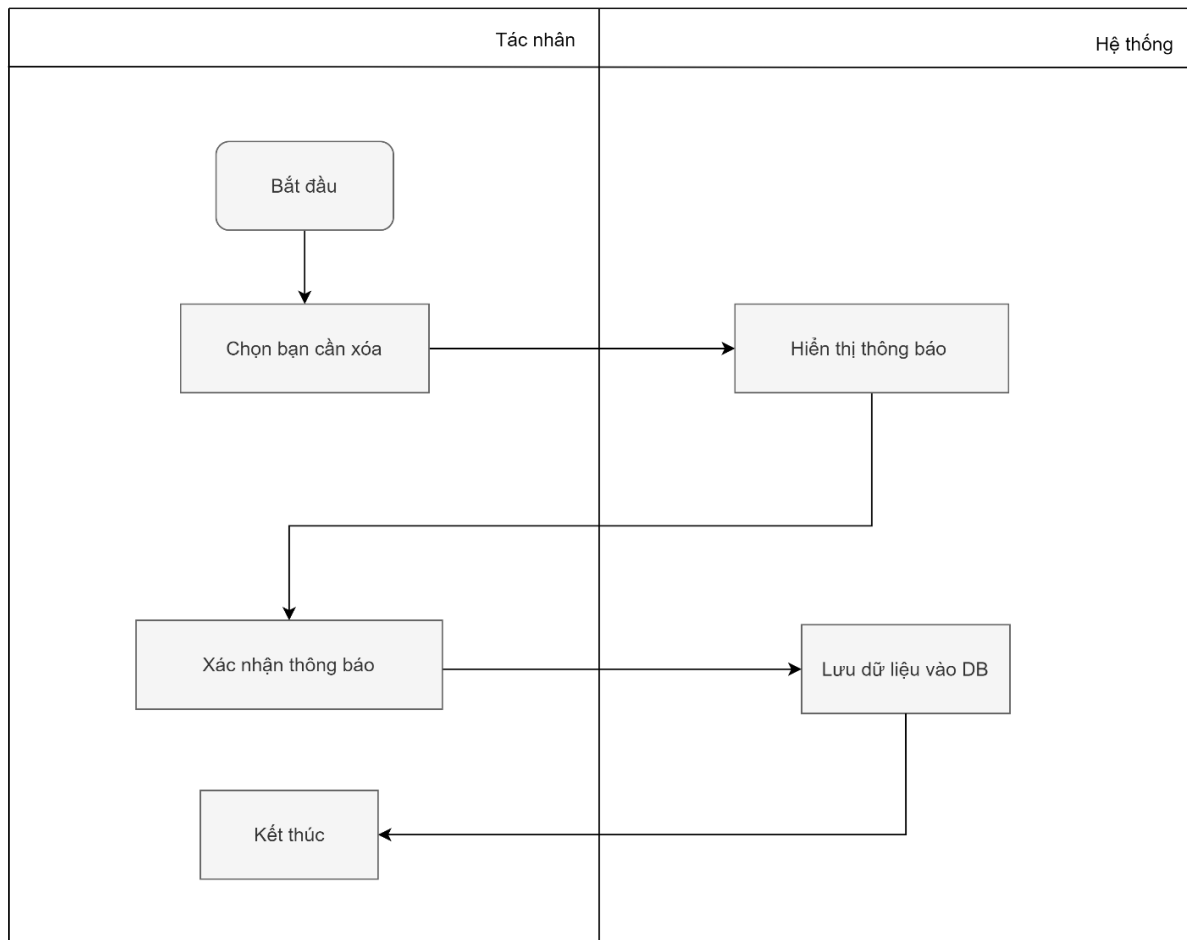 Tác nhân
Hệ thống
Bắt đầu
Chọn bạn cần xóa
Hiển thị thông báo
Xác nhận thông báo
Lưu dữ liệu vào DB
Kết thúc